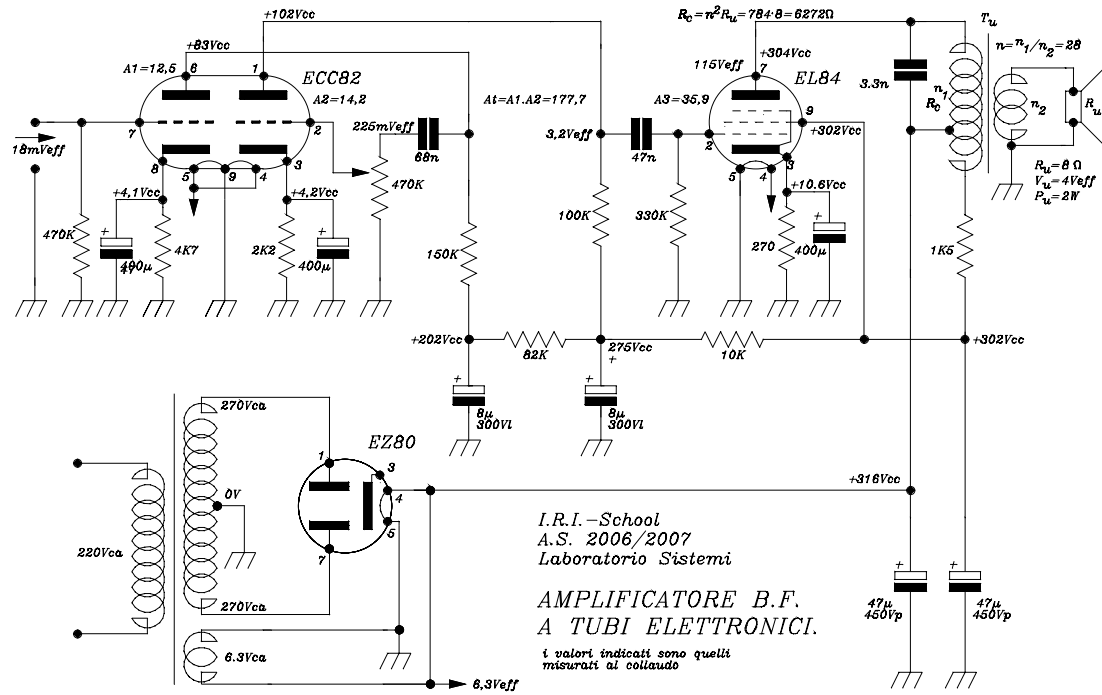 +102Vcc
Rc=n²Ru=784·8=6272Ω
Tu
+83Vcc
n=n1/n2=28
A1=12,5
6
1
ECC82
115Veff
+304Vcc
7
EL84
3.3n
n1
Rc
n2
Ru
A2=14,2
At=A1.A2=177,7
A3=35,9
9
7
2
225mVeff
3,2Veff
2
+302Vcc
18mVeff
68n
47n
8
5
9
4
3
5
4
3
Ru=8 Ω
Vu=4Veff
Pu=2W
+4,1Vcc
+4,2Vcc
470K
+10.6Vcc
100K
330K
470K
+
4K7
2K2
+
400µ
150K
270
+
400µ
1K5
+202Vcc
82K
275Vcc
10K
+302Vcc
+
+
+
8µ
300Vl
8µ
300Vl
270Vca
EZ80
1
3
4
0V
+316Vcc
5
220Vca
7
I.R.I.-School
A.S. 2006/2007
Laboratorio Sistemi
+
+
270Vca
AMPLIFICATORE B.F.
A TUBI ELETTRONICI.
47µ
450Vp
47µ
450Vp
6.3Vca
i valori indicati sono quelli
misurati al collaudo
6,3Veff